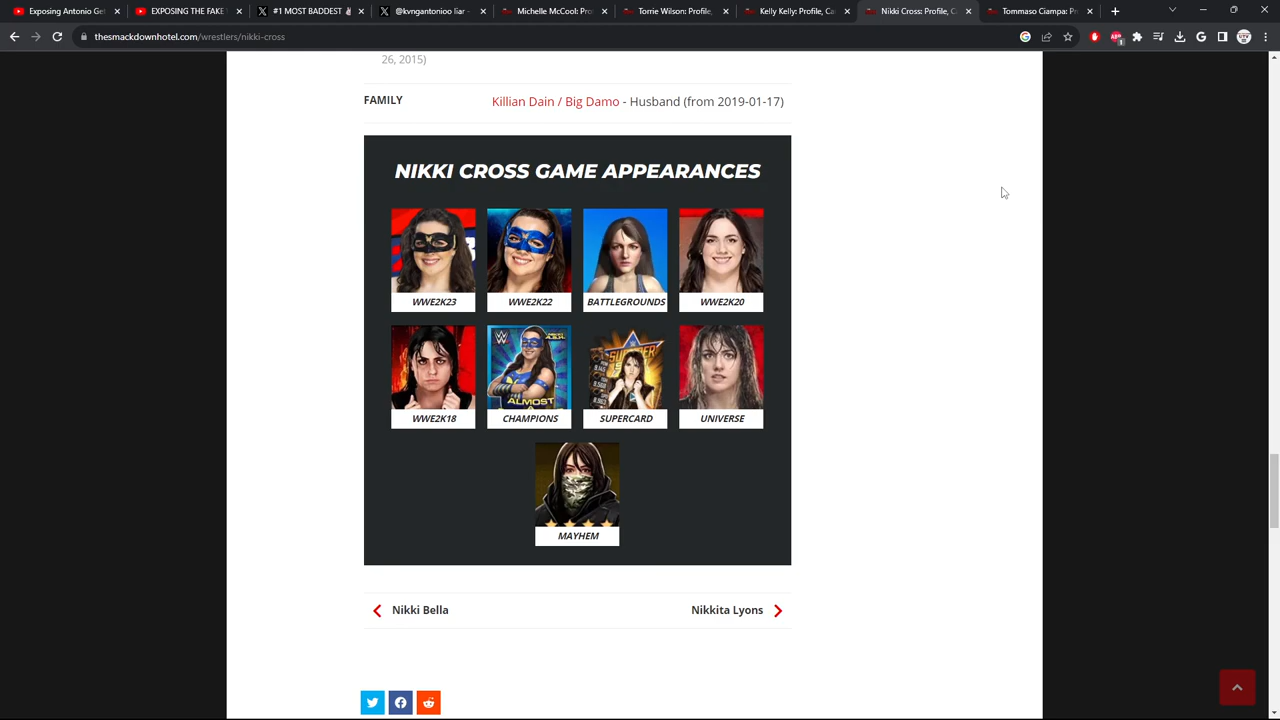 Exposing Antonio Ge
EXPOSING THE FAKE
#1 MOST BADDEST
@kvngantonioo liar -
Michelle McCool: Pro
Torrie Wilson: Profile,
Kelly Kelly: Profile, Ca
Nikki Cross: Profile, C
Tommaso Ciampa: Pr
thesmackdownhotel.com/wrestlers/nikki-cross
26, 2015)
FAMILY Killian Dain / Big Damo - Husband (from 2019-01-17)
NIKKI CROSS GAME APPEARANCES
WWE2K23 WWE2K22 BATTLEGROUNDS WWE2K20
ALMOST A
WWE2K18 CHAMPIONS SUPERCARD UNIVERSE
MAYHEM
Nikki Bella Nikkita Lyons